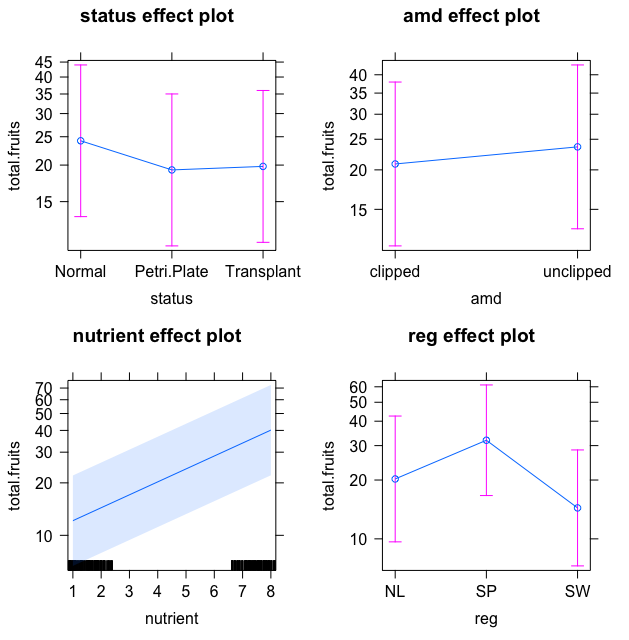 status effect plot
total.fruits
45
40
35
30
25
20
15
Normal Petri.Plate Transplant
status
amd effect plot
total.fruits
40
35
30
25
20
15
clipped unclipped
amd
nutrient effect plot
total.fruits
70
60
50
40
30
20
10
1 2 3 4 5 6 7 8
nutrient
reg effect plot
total.fruits
60
50
40
30
20
10
NL SP SW
reg